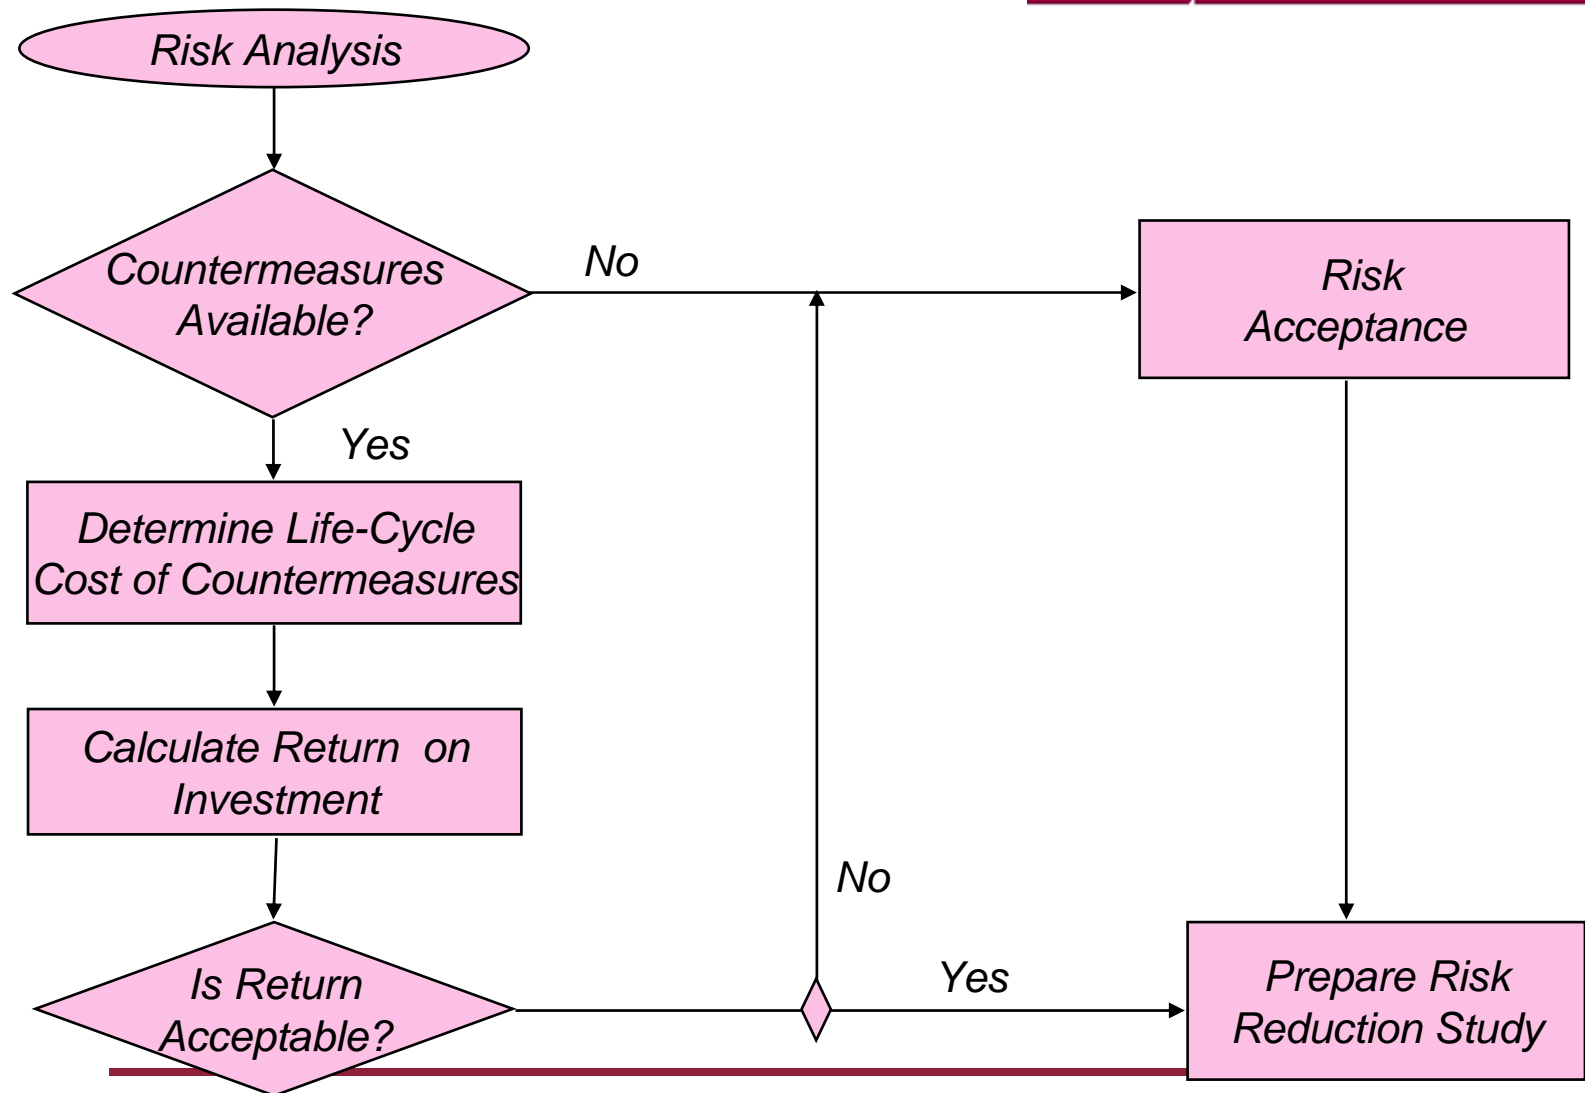 Risk Analysis
Countermeasures
Available?
No
Risk
Acceptance
Yes
Determine Life-Cycle
Cost of Countermeasures
Calculate Return  on
Investment
No
Is Return
Acceptable?
Yes
Prepare Risk
Reduction Study